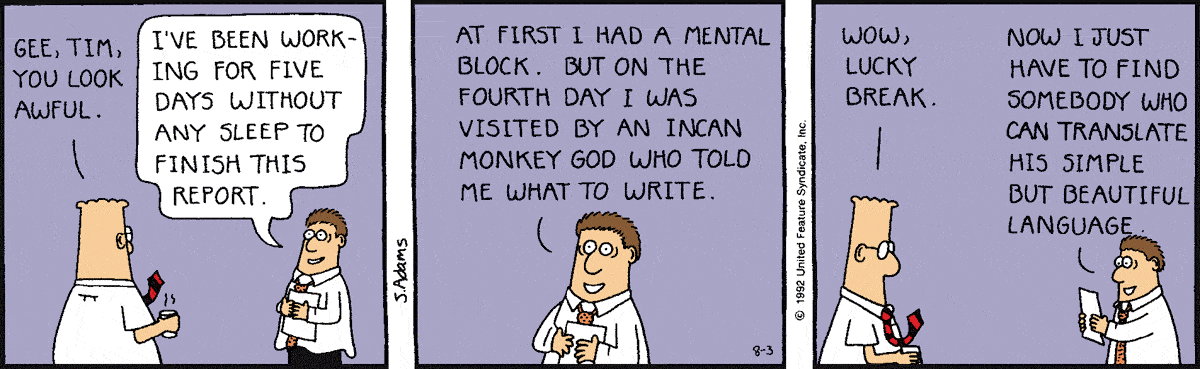 GEE, TIM,
YOU LOOK
AWFUL.
I'VE BEEN WORK-
ING FOR FIVE
DAYS WITHOUT
ANY SLEEP TO
FINISH THIS
REPORT.
S.Adams
AT FIRST I HAD A MENTAL
BLOCK. BUT ON THE
FOURTH DAY I WAS
VISITED BY AN INCAN
MONKEY GOD WHO TOLD
ME WHAT TO WRITE.
8-3
© 1992 United Feature Syndicate, Inc.
WOW,
LUCKY
BREAK.
NOW I JUST
HAVE TO FIND
SOMEBODY WHO
CAN TRANSLATE
HIS SIMPLE
BUT BEAUTIFUL
LANGUAGE.